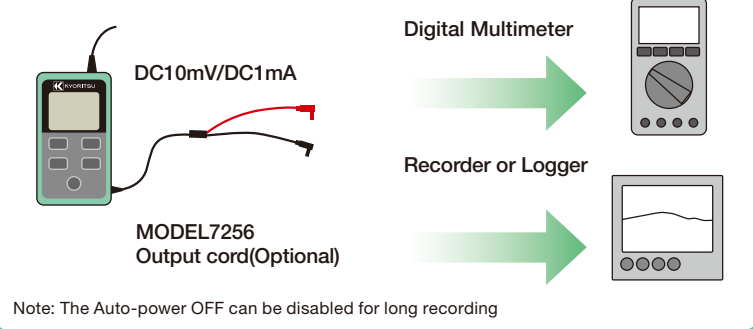 Digital Multimeter
DC10mV/DC1mA
KYORITSU
Recorder or Logger
MODEL7256
Output cord(Optional)
Note: The Auto-power OFF can be disabled for long recording